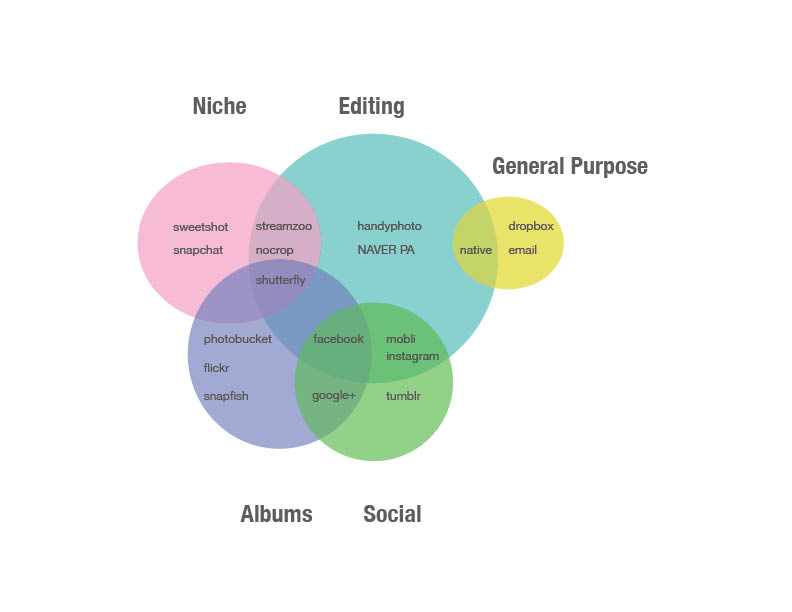 Niche
Editing
General Purpose
sweetshot
streamzoo
handyphoto
dropbox
snapchat
nocrop
NAVER PA
native
email
shutterfly
photobucket
facebook
mobli
instagram
flickr
snapfish
google+
tumblr
Albums
Social